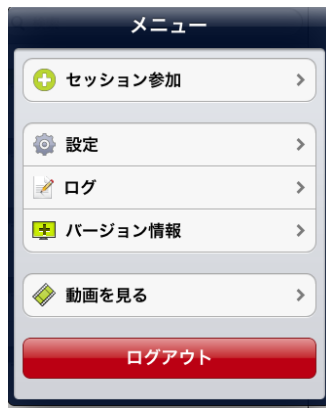 メニュー
セッション参加
設定
ログ
バージョン情報
動画を見る
ログアウト